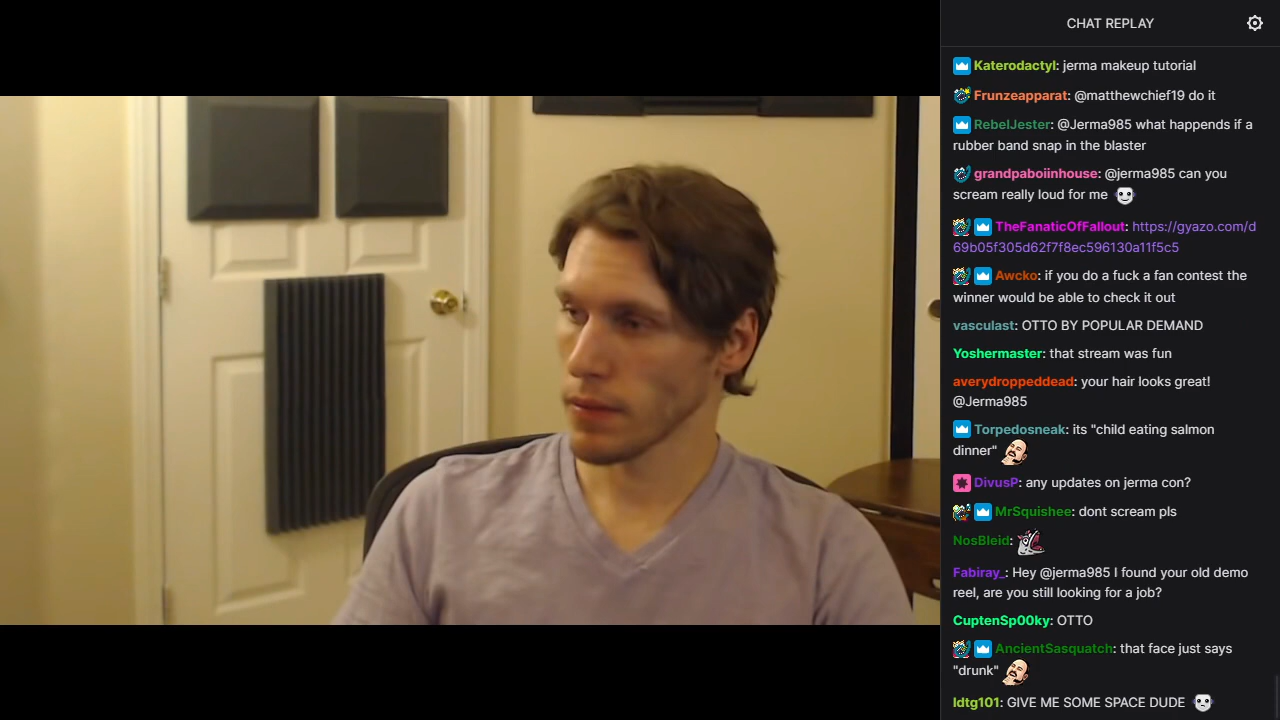 CHAT REPLAY
Katerodactyl: jerma makeup tutorial
Frunzeapparat: @matthewchief19 do it
RebelJester: @Jerma985 what happends if a
rubber band snap in the blaster
grandpaboiinhouse: @jerma985 can you
scream really loud for me
TheFanaticOfFallout: https://gyazo.com/d
69b05f305d62f7f8ec596130a11f5c5
Awcko: if you do a fuck a fan contest the
winner would be able to check it out
vasculast: OTTO BY POPULAR DEMAND
Yoshermaster: that stream was fun
averydroppeddead: your hair looks great!
@Jerma985
Torpedosneak: its "child eating salmon
dinner"
DivusP: any updates on jerma con?
MrSquishee: dont scream pls
NosBleid:
Fabiray_: Hey @jerma985 I found your old demo
reel, are you still looking for a job?
CuptenSp00ky: OTTO
AncientSasquatch: that face just says
"drunk"
ldtg101: GIVE ME SOME SPACE DUDE